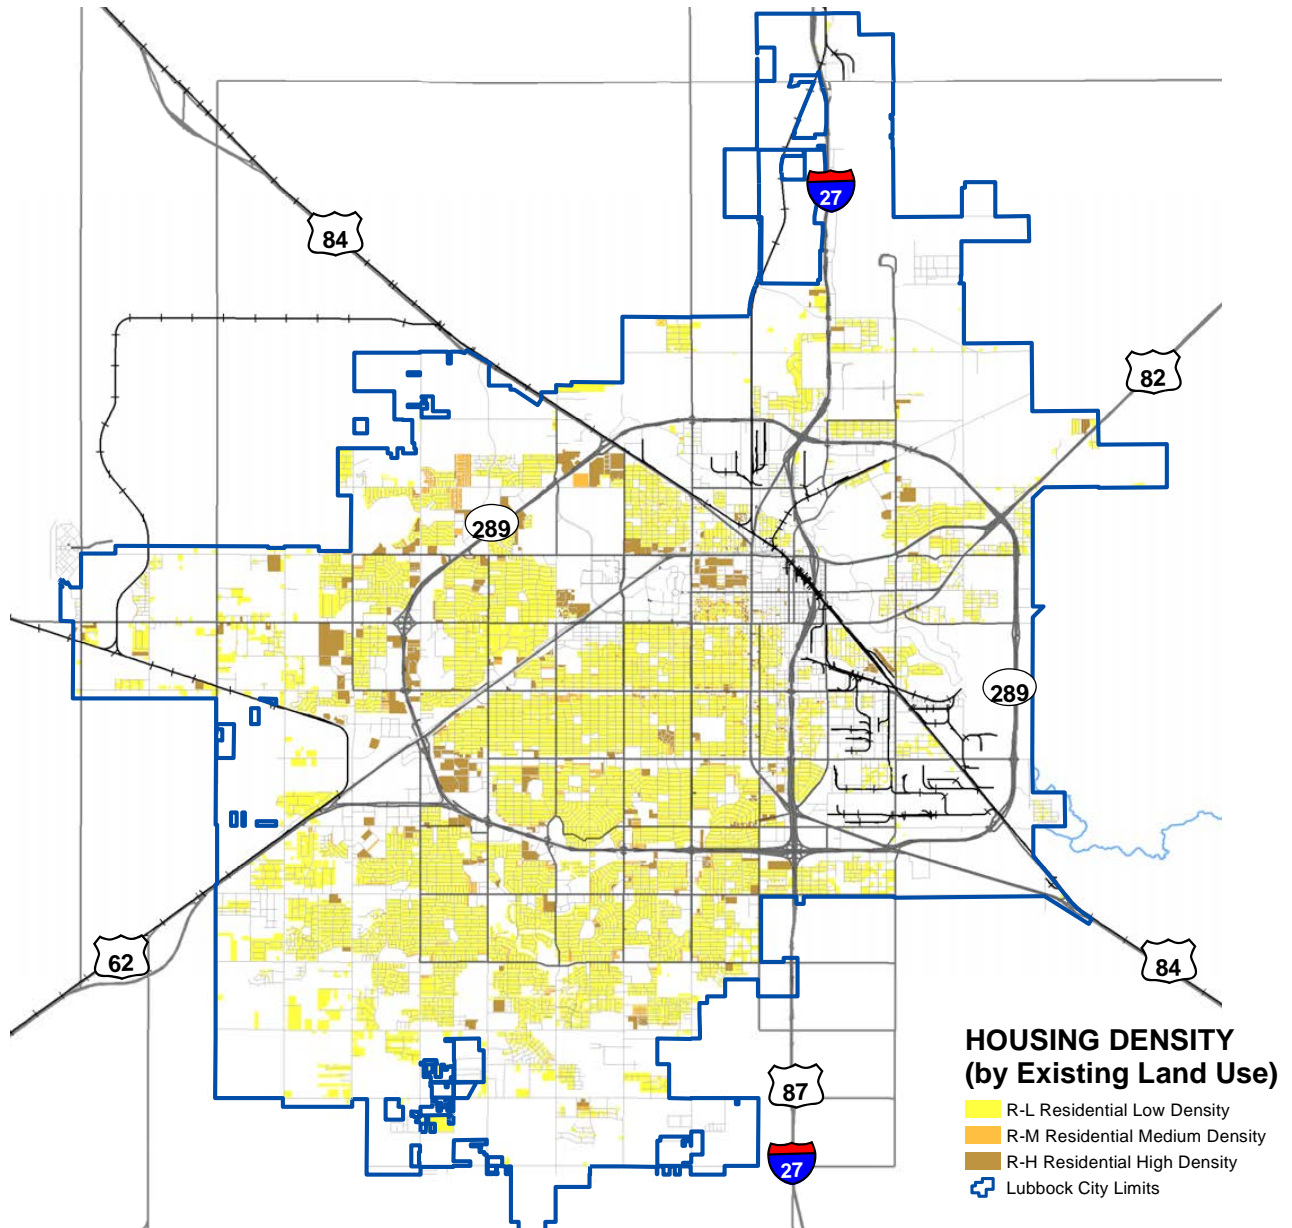 27
84
82
289
289
62
84
87
27
HOUSING DENSITY
(by Existing Land Use)
R-L Residential Low Density
R-M Residential Medium Density
R-H Residential High Density
Lubbock City Limits